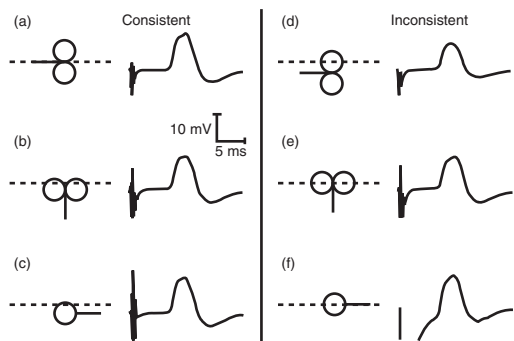 (a) Consistent
(d) Inconsistent
10 mV
5 ms
(b)
(e)
(c)
(f)